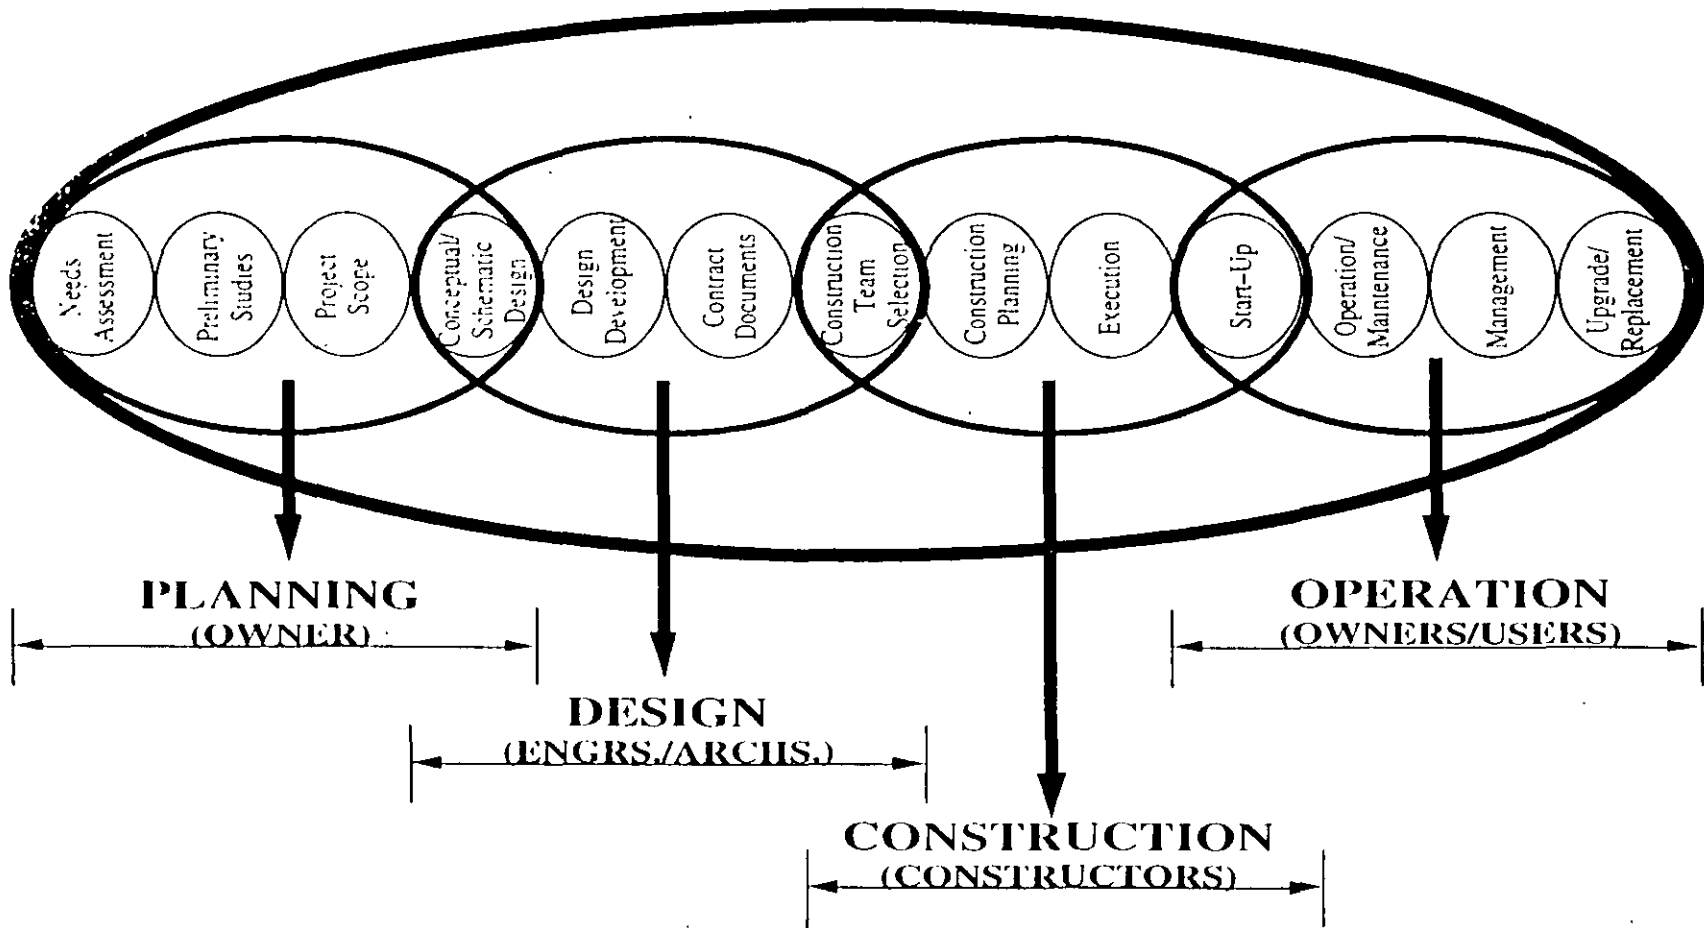 Needs
Assessment
Preliminary
Studies
Project
Scope
Conceptual/
Schematic
Design
Design
Development
Contract
Documents
Construction
Team
Selection
Construction
Planning
Execution
Start-Up
Operation/
Maintenance
Management
Upgrade/
Replacement
PLANNING
(OWNER)
OPERATION
(OWNERS/USERS)
DESIGN
(ENGRS./ARCHS.)
CONSTRUCTION
(CONSTRUCTORS)